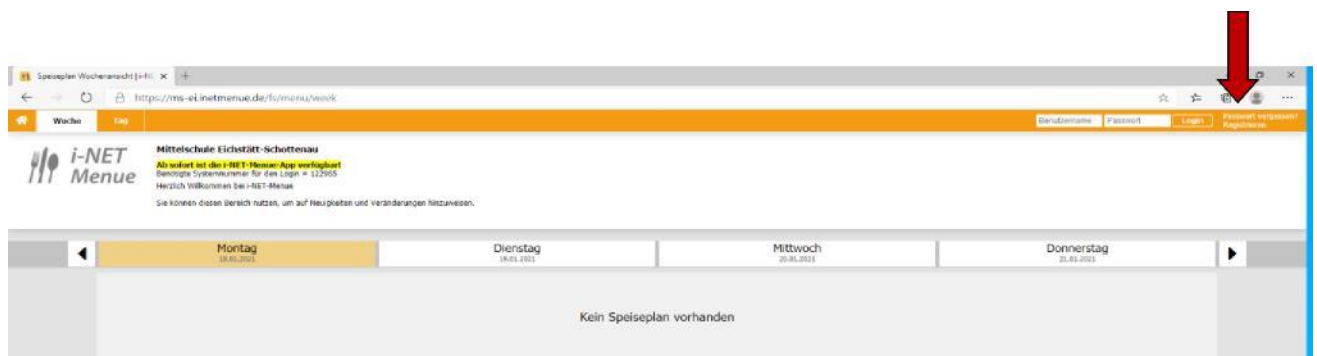 Speiseplan Wochenansicht | i-NE
https://ms-ei.inetmenue.de/fs/menu/week
Woche Tag Benutzername Passwort Login Passwort vergessen?
Registrieren
i-NET
Menue
Mittelschule Eichstätt-Schottenau
Ab sofort ist die i-NET-Menue-App verfügbar!
Benötigte Systemnummer für den Login = 122965
Herzlich Willkommen bei i-NET-Menue
Sie können diesen Bereich nutzen, um auf Neuigkeiten und Veränderungen hinzuweisen.
Montag Dienstag Mittwoch Donnerstag
18.01.2021 19.01.2021 20.01.2021 21.01.2021
Kein Speiseplan vorhanden